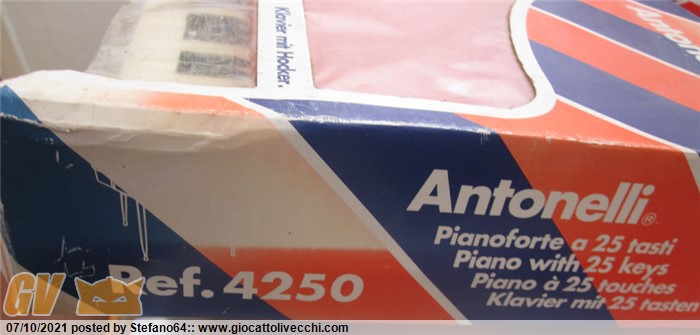 Klavier mit Hocker.
Antonelli
Antonelli®
Pianoforte a 25 tasti
Piano with 25 keys
Piano à 25 touches
Klavier mit 25 tasten
Ref. 4250
GV
07/10/2021 posted by Stefano64:: www.giocattolivecchi.com